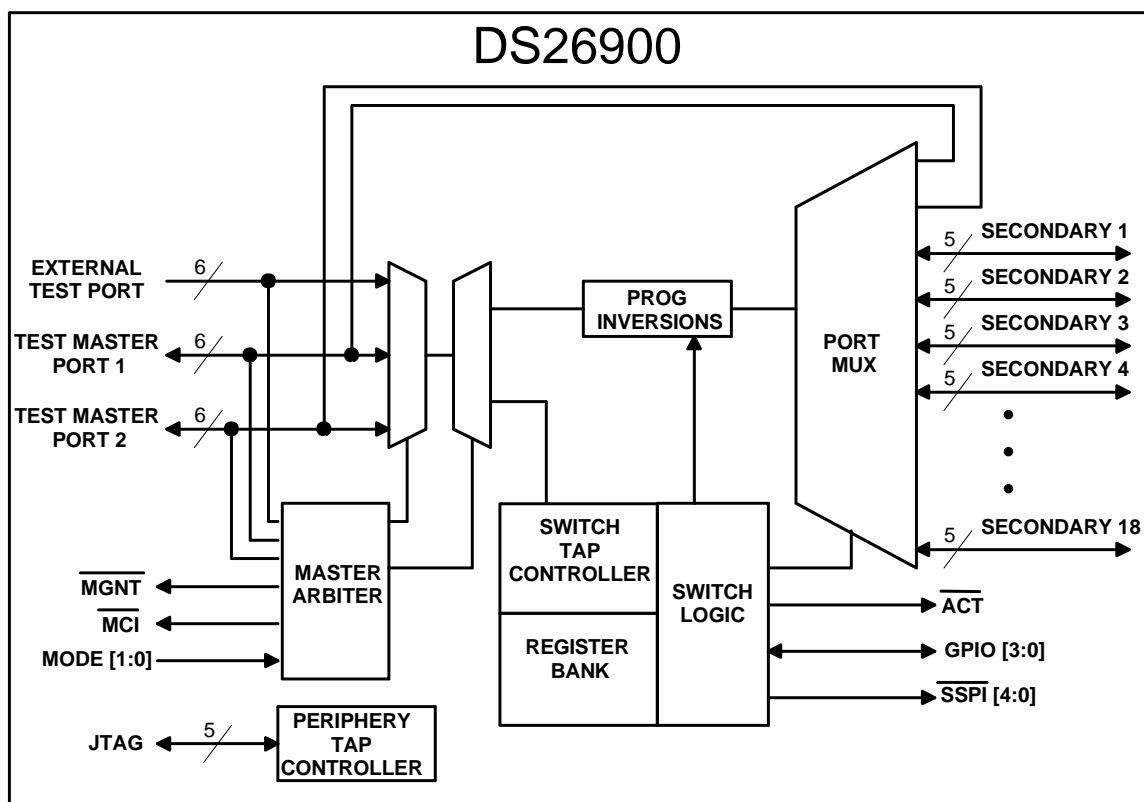 DS26900
EXTERNAL
TEST PORT
6
TEST MASTER
PORT 1
6
TEST MASTER
PORT 2
6
MASTER
ARBITER
MGNT
MCI
MODE [1:0]
JTAG
5
PERIPHERY
TAP
CONTROLLER
PROG
INVERSIONS
SWITCH
TAP
CONTROLLER
REGISTER
BANK
SWITCH
LOGIC
PORT
MUX
5
SECONDARY 1
5
SECONDARY 2
5
SECONDARY 3
5
SECONDARY 4
5
SECONDARY 18
ACT
GPIO [3:0]
SSPI [4:0]